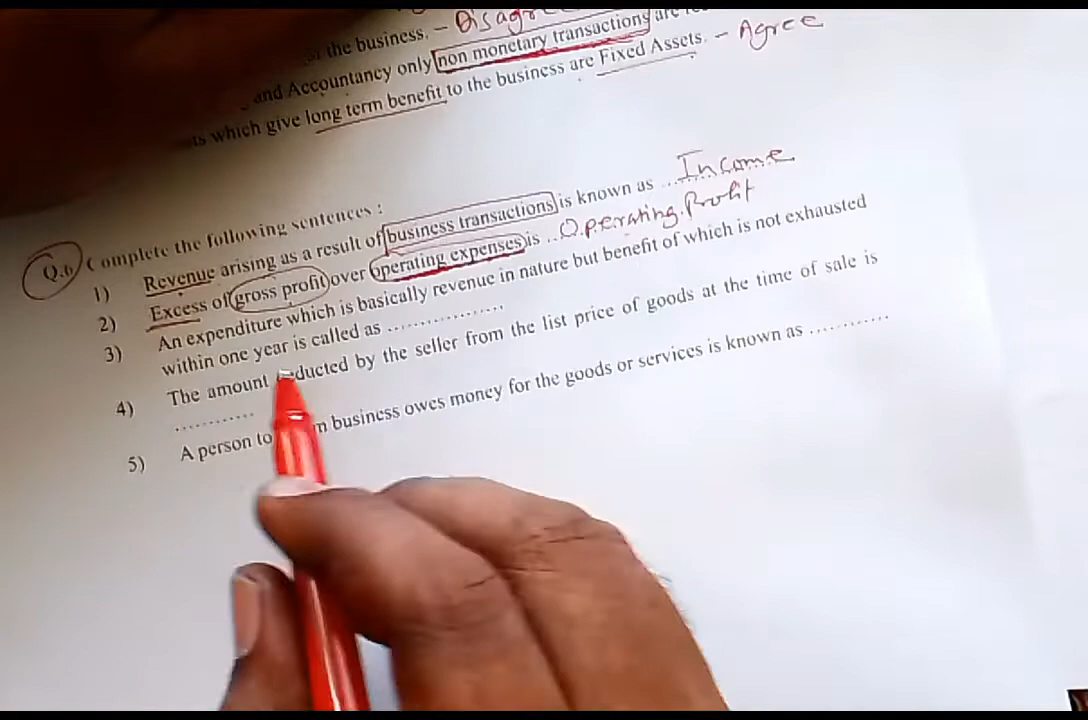 the business. – Disagree
and Accountancy only non monetary transactions are
which give long term benefit to the business are Fixed Assets. – Agree
Q.6 Complete the following sentences :
1) Revenue arising as a result of business transactions is known as ... Income
2) Excess of gross profit over operating expenses is ... Operating Profit
3) An expenditure which is basically revenue in nature but benefit of which is not exhausted
within one year is called as .................
4) The amount deducted by the seller from the list price of goods at the time of sale is
............
5) A person to business owes money for the goods or services is known as ............